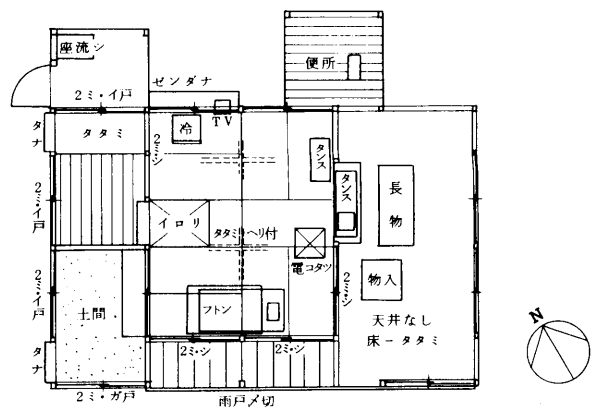 座流シ
ゼンダナ
便所
2ミ・イ戸
タナ
タタミ
冷
TV
2ミ・シ
タンス
タンス
長物
2ミ・イ戸
イロリ
タタミ・ヘリ付
電コタツ
物入
2ミ・イ戸
土間
フトン
2ミ・シ
天井なし
床ータタミ
タナ
2ミ・シ
2ミ・シ
2ミ・ガ戸
雨戸〆切
N